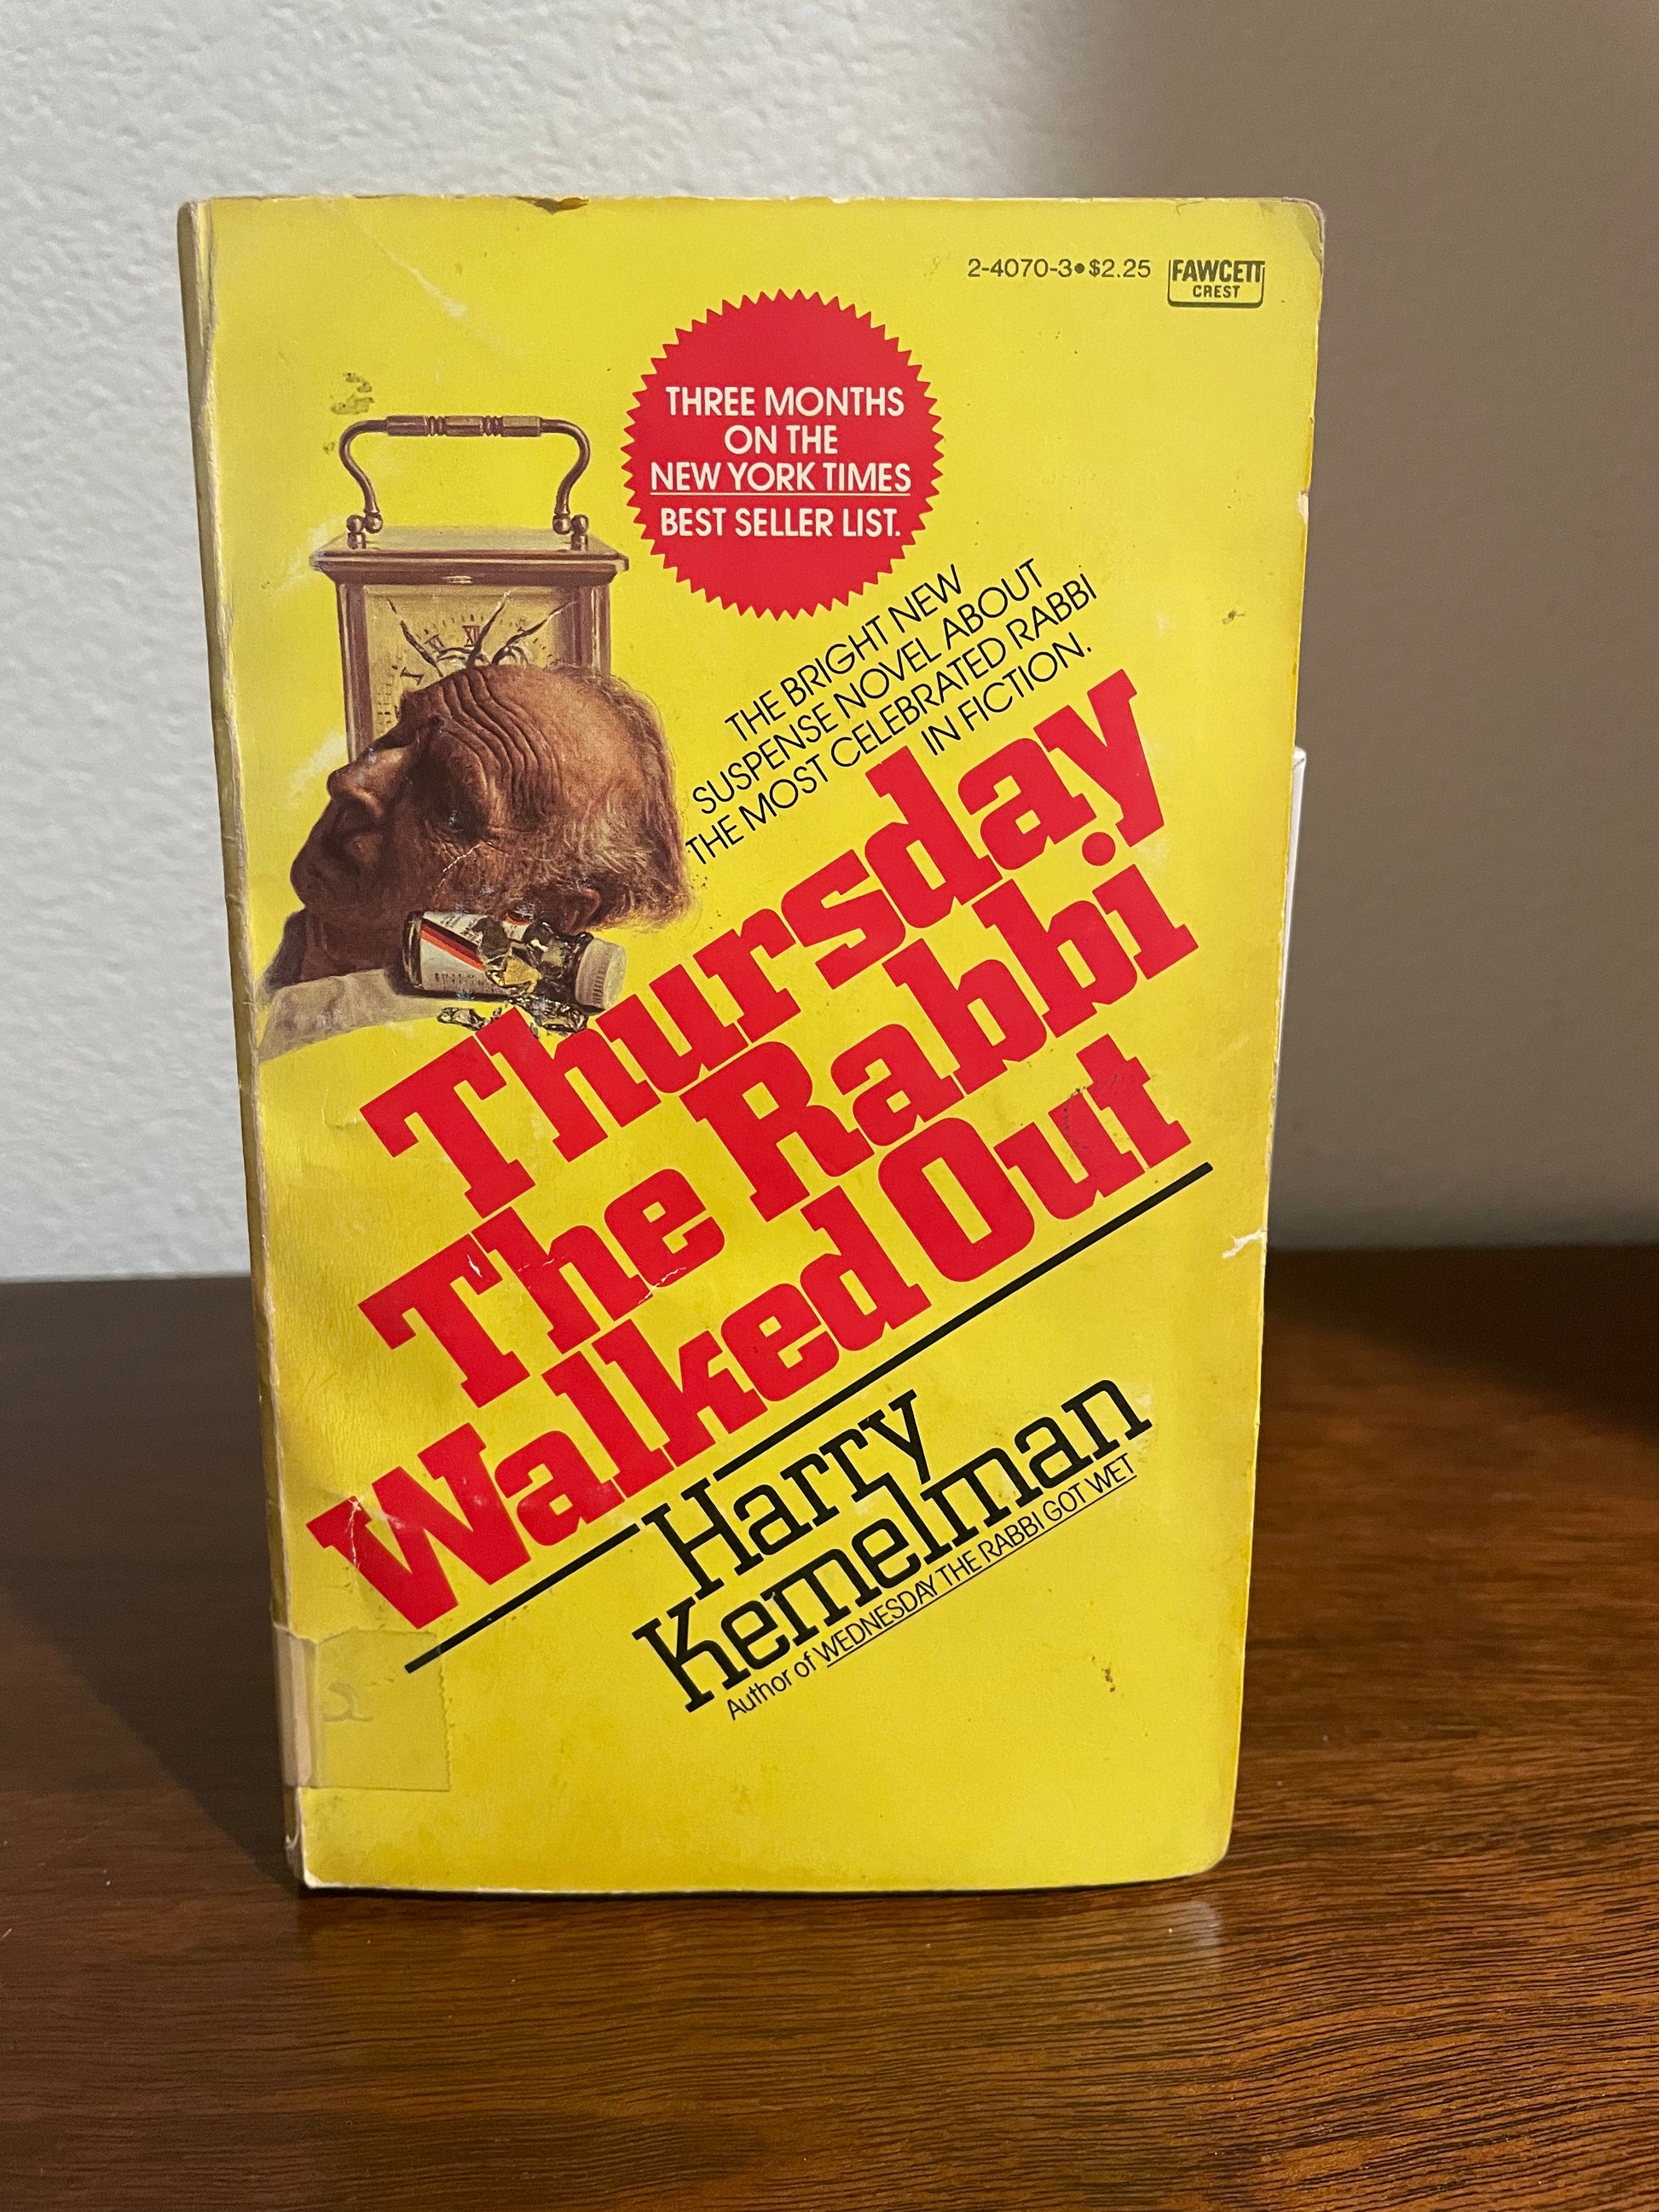 2-4070-3•$2.25
FAWCETT
CREST
THREE MONTHS
ON THE
NEW YORK TIMES
BEST SELLER LIST.
THE BRIGHT NEW
SUSPENSE NOVEL ABOUT
THE MOST CELEBRATED RABBI
IN FICTION.
Thursday
The Rabbi
Walked Out
Harry
Kemelman
Author of WEDNESDAY THE RABBI GOT WET